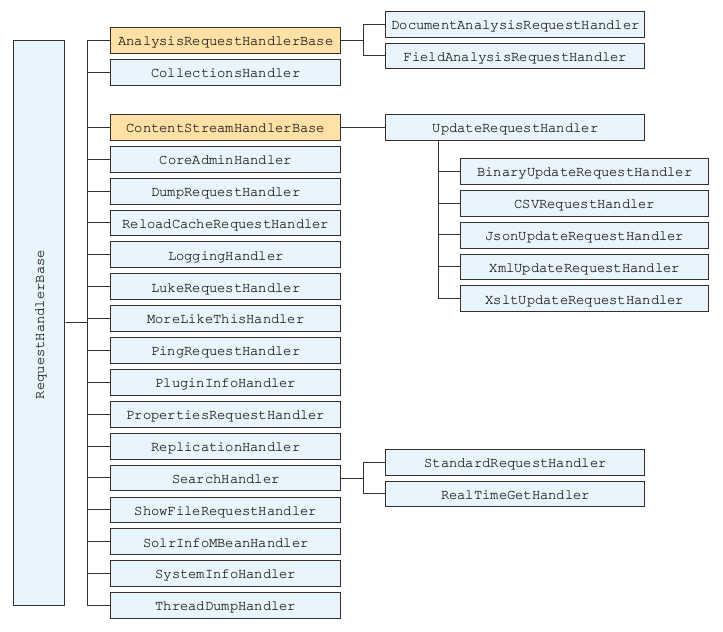 RequestHandlerBase
AnalysisRequestHandlerBase
DocumentAnalysisRequestHandler
FieldAnalysisRequestHandler
CollectionsHandler
ContentStreamHandlerBase
UpdateRequestHandler
BinaryUpdateRequestHandler
CSVRequestHandler
JsonUpdateRequestHandler
XmlUpdateRequestHandler
XsltUpdateRequestHandler
CoreAdminHandler
DumpRequestHandler
ReloadCacheRequestHandler
LoggingHandler
LukeRequestHandler
MoreLikeThisHandler
PingRequestHandler
PluginInfoHandler
PropertiesRequestHandler
ReplicationHandler
SearchHandler
StandardRequestHandler
RealTimeGetHandler
ShowFileRequestHandler
SolrInfoMBeanHandler
SystemInfoHandler
ThreadDumpHandler